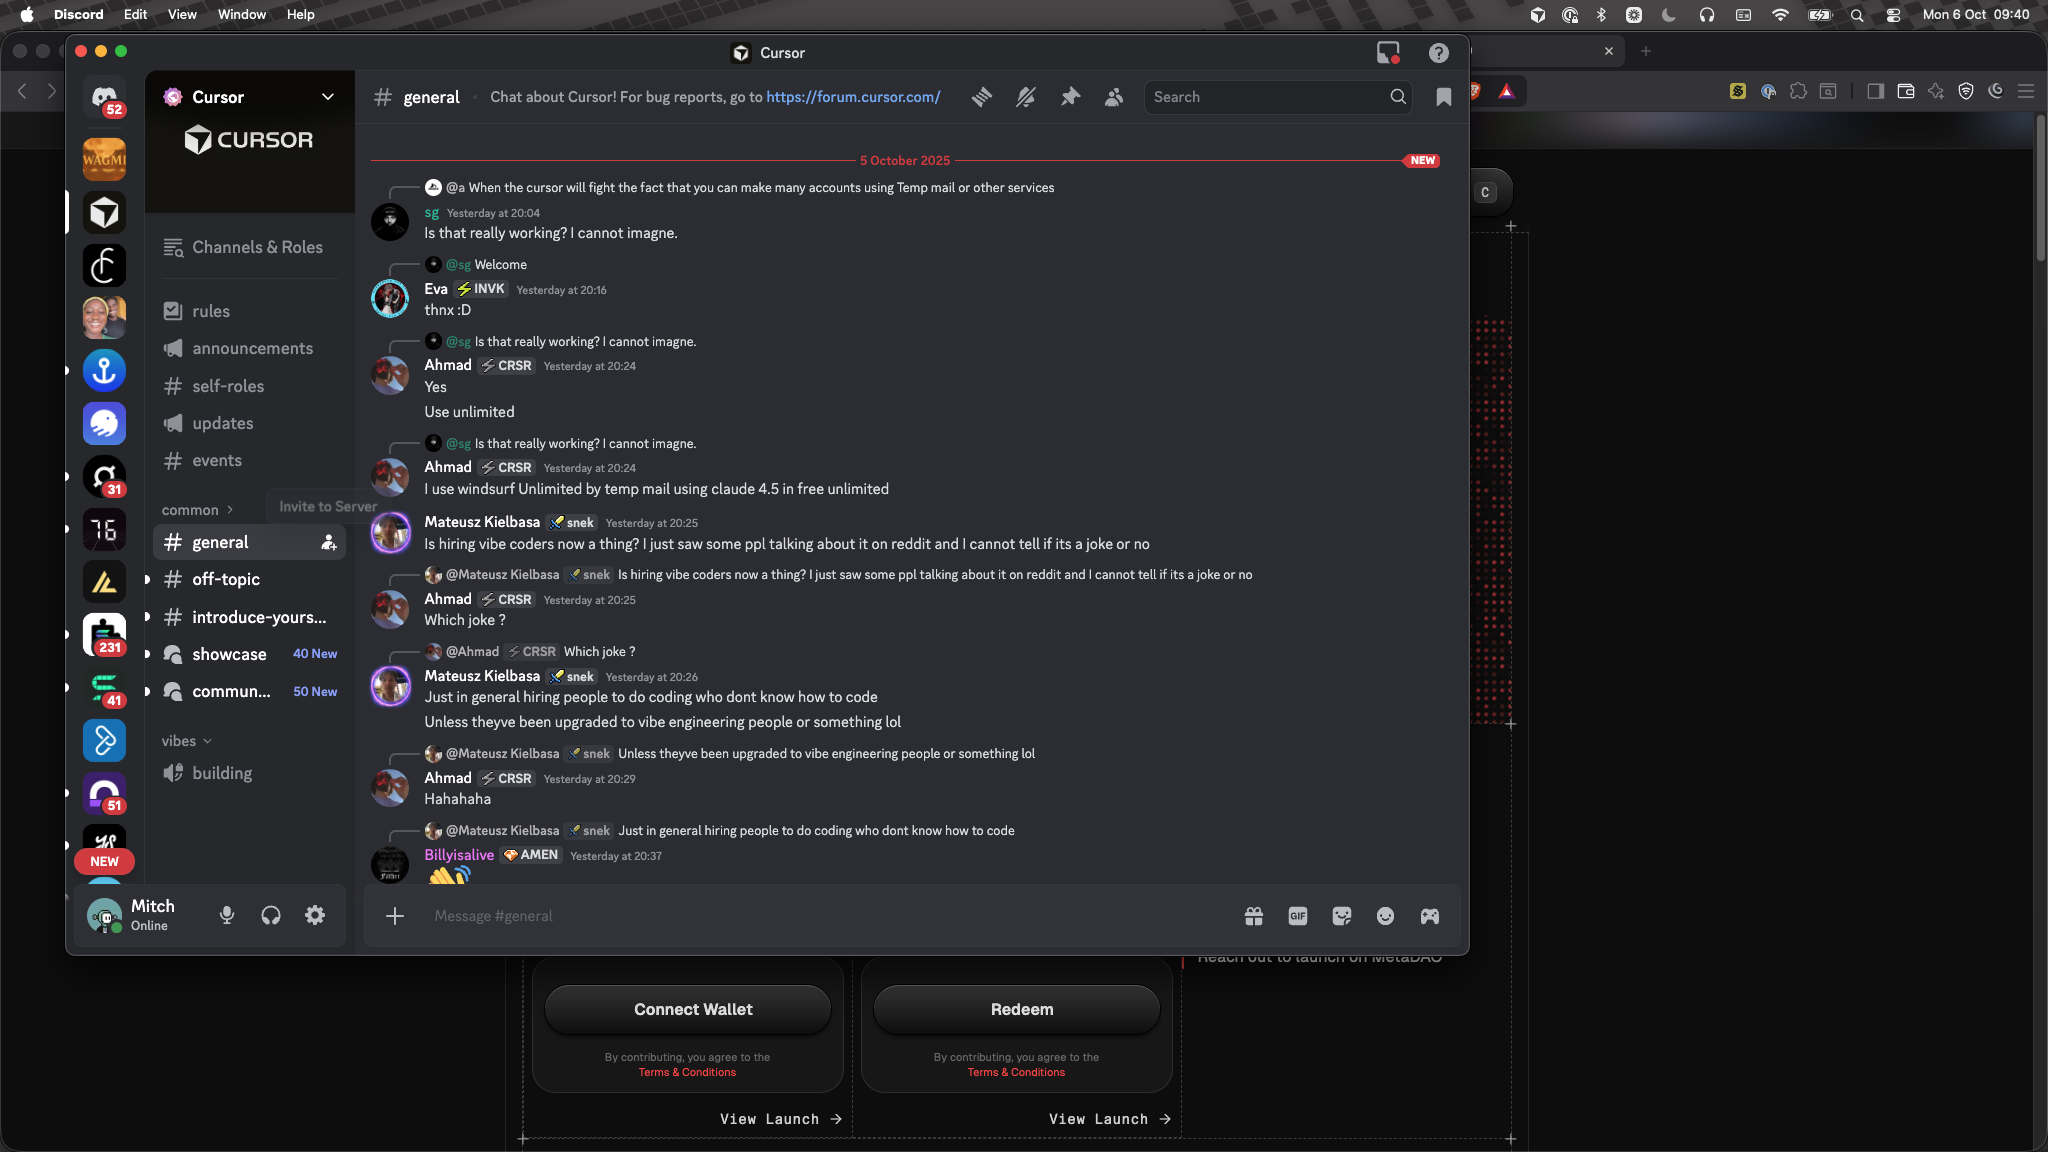 Discord Edit View Window Help
Mon 6 Oct 09:40
Cursor
52
WAGMI
31
76
231
41
51
NEW
Cursor
CURSOR
Channels & Roles
rules
announcements
self-roles
updates
events
common
Invite to Server
general
off-topic
introduce-yours...
showcase 40 New
commun... 50 New
vibes
building
Mitch
Online
# general Chat about Cursor! For bug reports, go to https://forum.cursor.com/
Search
5 October 2025 NEW
@a When the cursor will fight the fact that you can make many accounts using Temp mail or other services
sg Yesterday at 20:04
Is that really working? I cannot imagne.
@sg Welcome
Eva INVK Yesterday at 20:16
thnx :D
@sg Is that really working? I cannot imagne.
Ahmad CRSR Yesterday at 20:24
Yes
Use unlimited
@sg Is that really working? I cannot imagne.
Ahmad CRSR Yesterday at 20:24
I use windsurf Unlimited by temp mail using claude 4.5 in free unlimited
Mateusz Kielbasa snek Yesterday at 20:25
Is hiring vibe coders now a thing? I just saw some ppl talking about it on reddit and I cannot tell if its a joke or no
@Mateusz Kielbasa snek Is hiring vibe coders now a thing? I just saw some ppl talking about it on reddit and I cannot tell if its a joke or no
Ahmad CRSR Yesterday at 20:25
Which joke ?
@Ahmad CRSR Which joke ?
Mateusz Kielbasa snek Yesterday at 20:26
Just in general hiring people to do coding who dont know how to code
Unless theyve been upgraded to vibe engineering people or something lol
@Mateusz Kielbasa snek Unless theyve been upgraded to vibe engineering people or something lol
Ahmad CRSR Yesterday at 20:29
Hahahaha
@Mateusz Kielbasa snek Just in general hiring people to do coding who dont know how to code
Billyisalive AMEN Yesterday at 20:37
Father
Message #general
GIF
C
Reach out to launch on MetaDAO
Connect Wallet
By contributing, you agree to the
Terms & Conditions
View Launch →
Redeem
By contributing, you agree to the
Terms & Conditions
View Launch →